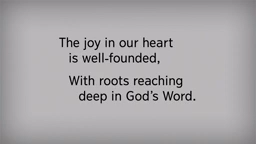 The joy in our heart
is well-founded,
With roots reaching
deep in God's Word.